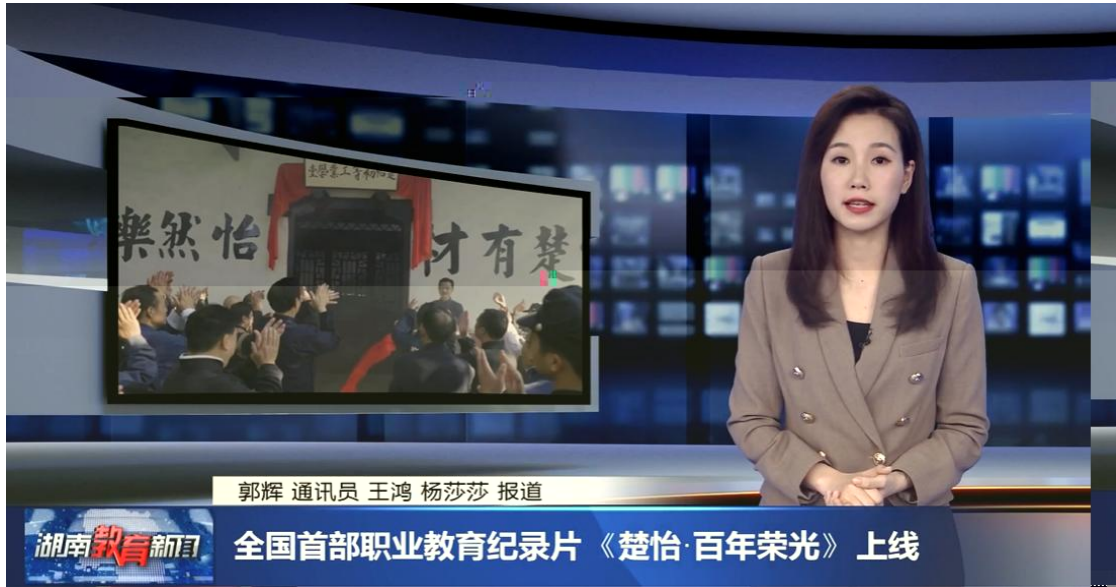 樂然怡
才有楚
郭辉 通讯员 王鸿 杨莎莎 报道
湖南教育新闻
全国首部职业教育纪录片《楚怡·百年荣光》上线